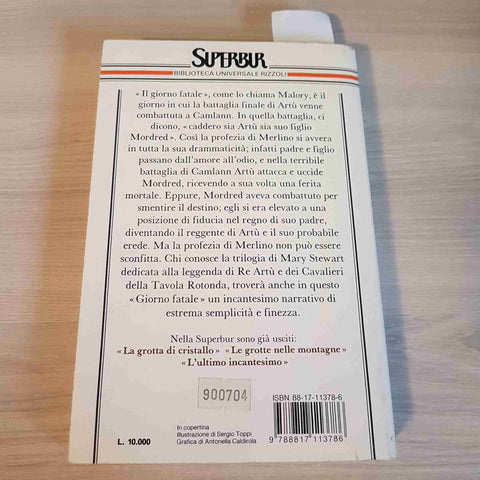 SUPERBUR
BIBLIOTECA UNIVERSALE RIZZOLI
« Il giorno fatale », come lo chiama Malory, è il
giorno in cui la battaglia finale di Artù venne
combattuta a Camlann. In quella battaglia, ci
dicono, « caddero sia Artù sia suo figlio
Mordred ». Così la profezia di Merlino si avvera
in tutta la sua drammaticità; infatti padre e figlio
passano dall'amore all'odio, e nella terribile
battaglia di Camlann Artù attacca e uccide
Mordred, ricevendo a sua volta una ferita
mortale. Eppure, Mordred aveva combattuto per
smentire il destino; egli si era elevato a una
posizione di fiducia nel regno di suo padre,
diventando il reggente di Artù e il suo probabile
erede. Ma la profezia di Merlino non può essere
sconfitta. Chi conosce la trilogia di Mary Stewart
dedicata alla leggenda di Re Artù e dei Cavalieri
della Tavola Rotonda, troverà anche in questo
« Giorno fatale » un incantesimo narrativo di
estrema semplicità e finezza.
Nella Superbur sono già usciti:
« La grotta di cristallo » « Le grotte nelle montagne »
« L'ultimo incantesimo »
900704
ISBN 88-17-11378-6
In copertina
Illustrazione di Sergio Toppi
Grafica di Antonella Caldirola
L. 10.000
9 788817 113786